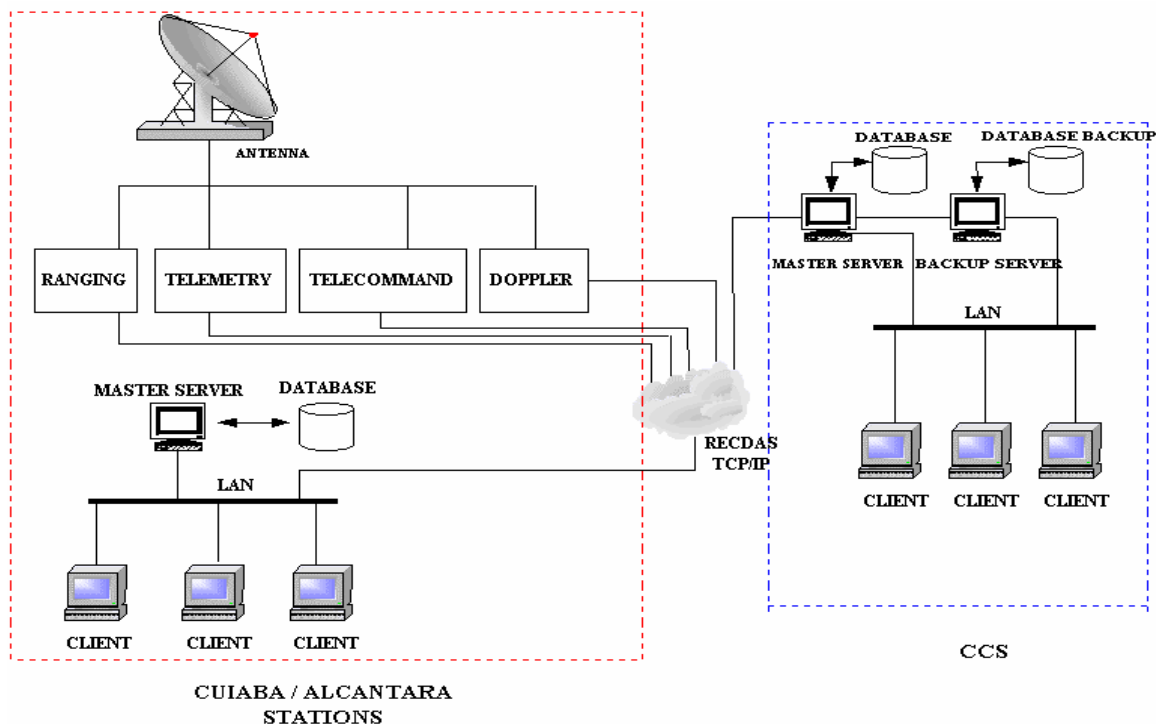 ANTENNA
RANGING
TELEMETRY
TELECOMMAND
DOPPLER
MASTER SERVER
DATABASE
LAN
CLIENT
CLIENT
CLIENT
CUIABA / ALCANTARA
STATIONS
RECDAS
TCP/IP
DATABASE
DATABASE BACKUP
MASTER SERVER
BACKUP SERVER
LAN
CLIENT
CLIENT
CLIENT
CCS